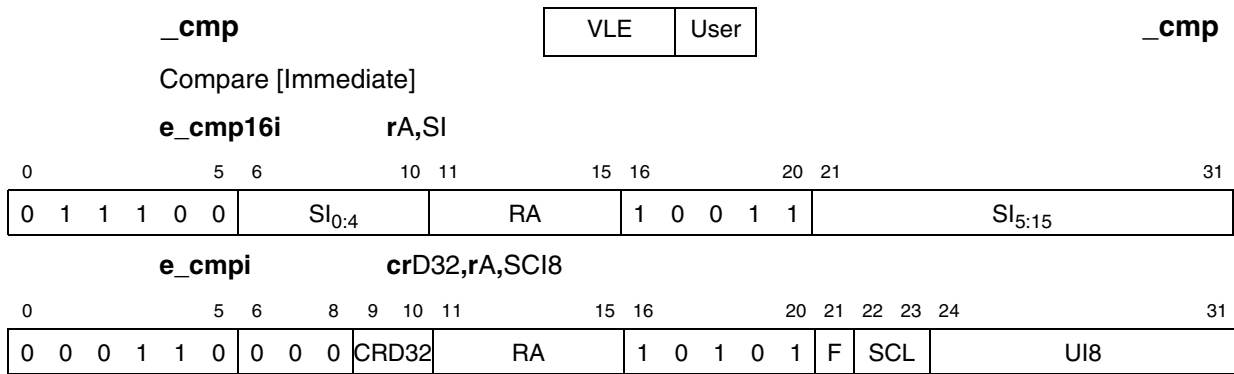 _cmp VLE User _cmp
Compare [Immediate]
e_cmp16i rA,SI
0 5 6 10 11 15 16 20 21 31
0 1 1 1 0 0 SI0:4 RA 1 0 0 1 1 SI5:15
e_cmpi crD32,rA,SCI8
0 5 6 8 9 10 11 15 16 20 21 22 23 24 31
0 0 0 1 1 0 0 0 0 CRD32 RA 1 0 1 0 1 F SCL UI8